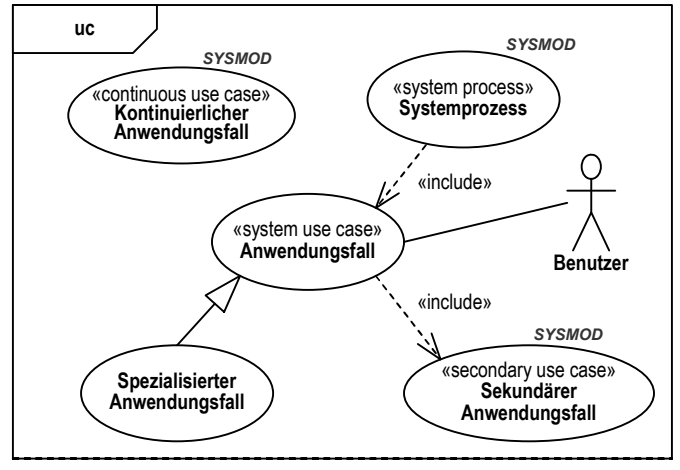 uc
SYSMOD
«continuous use case»
Kontinuierlicher
Anwendungsfall
SYSMOD
«system process»
Systemprozess
«include»
«system use case»
Anwendungsfall
Benutzer
«include»
Spezialisierter
Anwendungsfall
SYSMOD
«secondary use case»
Sekundärer
Anwendungsfall